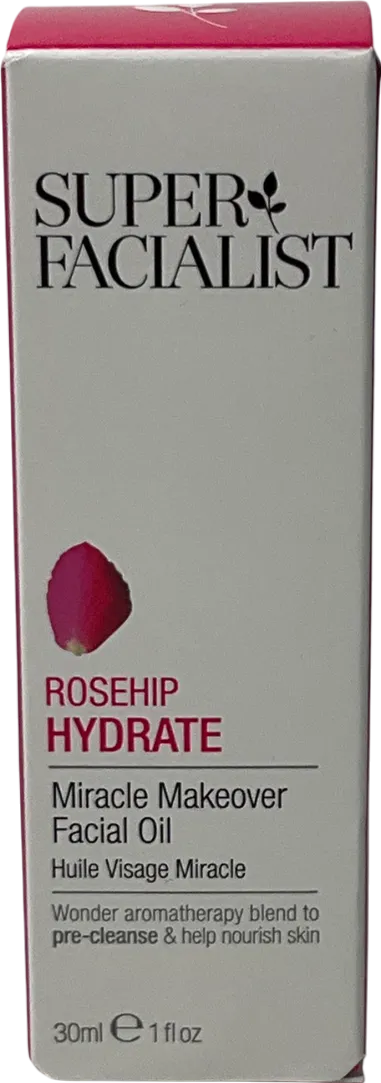 SUPER
FACIALIST
ROSEHIP
HYDRATE
Miracle Makeover
Facial Oil
Huile Visage Miracle
Wonder aromatherapy blend to
pre-cleanse & help nourish skin
30ml ℮ 1 fl oz